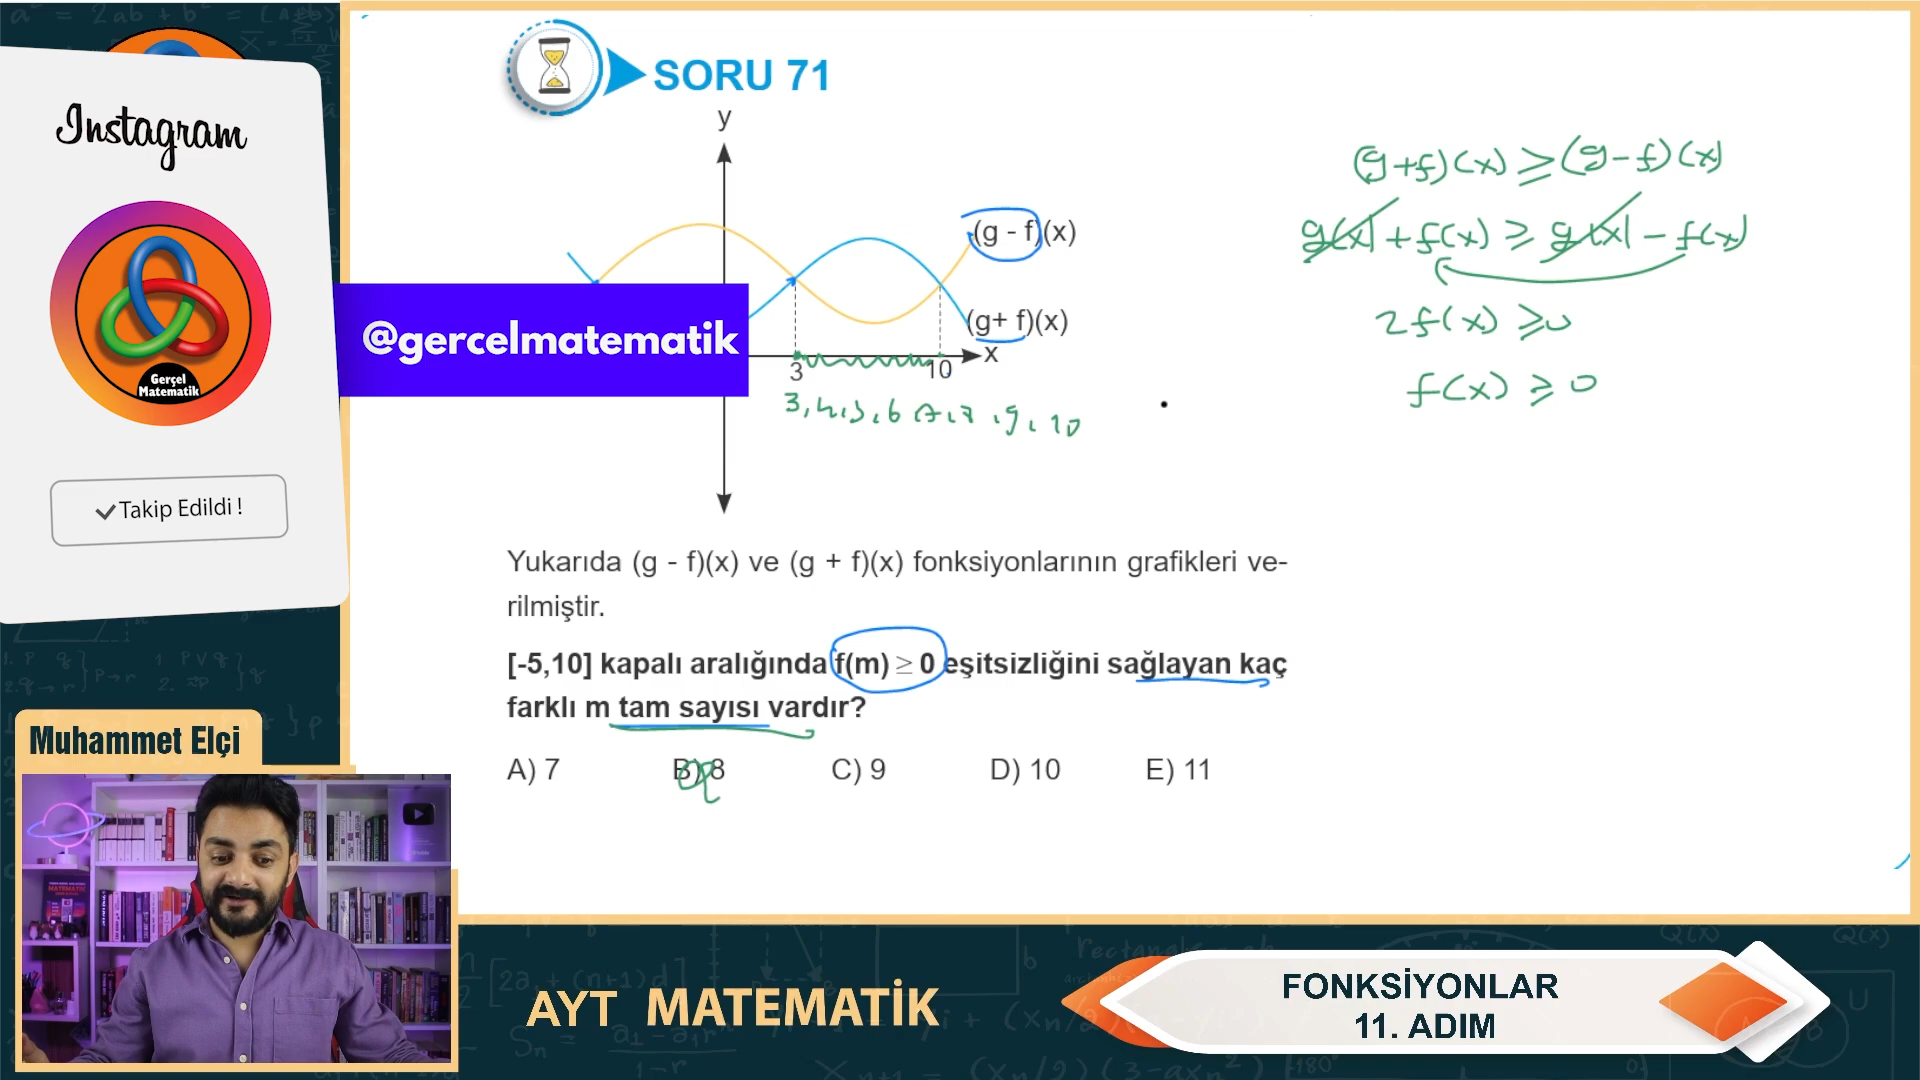 Instagram
Gerçel
Matematik
Takip Edildi !
@gercelmatematik
Muhammet Elçi
SORU 71
y
(g - f)(x)
(g+ f)(x)
x
3
10
3,4,5,6,7,8,9,10
(g+f)(x) ≥ (g-f)(x)
g(x) + f(x) ≥ g(x) - f(x)
2f(x) ≥ 0
f(x) ≥ 0
Yukarıda (g - f)(x) ve (g + f)(x) fonksiyonlarının grafikleri ve-
rilmiştir.
[-5,10] kapalı aralığında f(m) ≥ 0 eşitsizliğini sağlayan kaç
farklı m tam sayısı vardır?
A) 7 B) 8 C) 9 D) 10 E) 11
AYT MATEMATİK
FONKSİYONLAR
11. ADIM